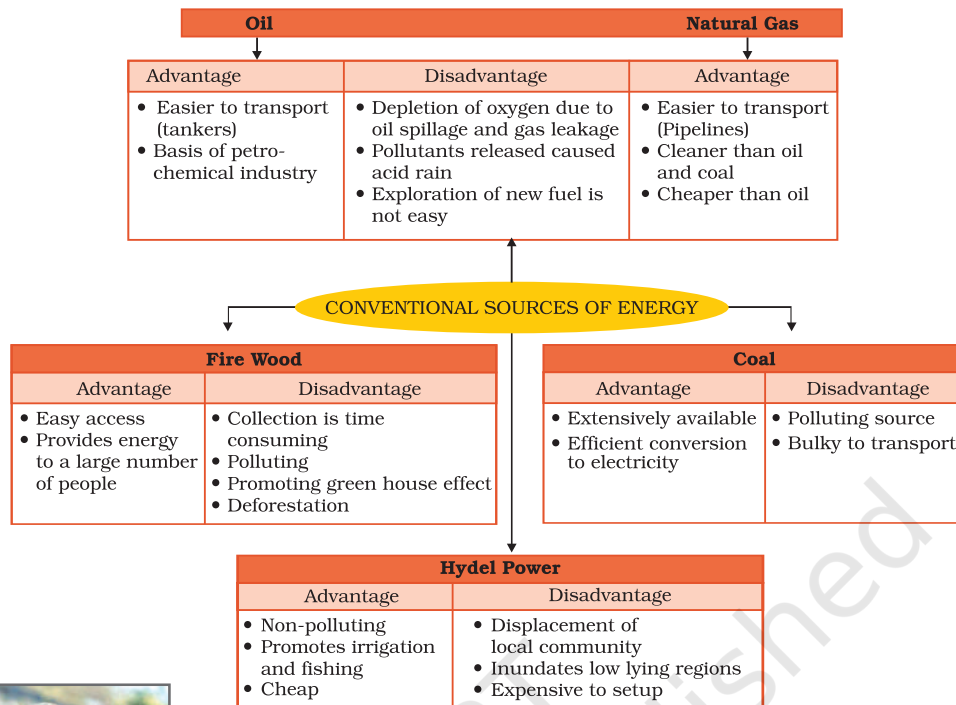 Oil Natural Gas
Advantage Disadvantage Advantage
• Easier to transport
(tankers)
• Basis of petro-
chemical industry
• Depletion of oxygen due to
oil spillage and gas leakage
• Pollutants released caused
acid rain
• Exploration of new fuel is
not easy
• Easier to transport
(Pipelines)
• Cleaner than oil
and coal
• Cheaper than oil
CONVENTIONAL SOURCES OF ENERGY
Fire Wood
Advantage Disadvantage
• Easy access
• Provides energy
to a large number
of people
• Collection is time
consuming
• Polluting
• Promoting green house effect
• Deforestation
Coal
Advantage Disadvantage
• Extensively available
• Efficient conversion
to electricity
• Polluting source
• Bulky to transport
Hydel Power
Advantage Disadvantage
• Non-polluting
• Promotes irrigation
and fishing
• Cheap
• Displacement of
local community
• Inundates low lying regions
• Expensive to setup